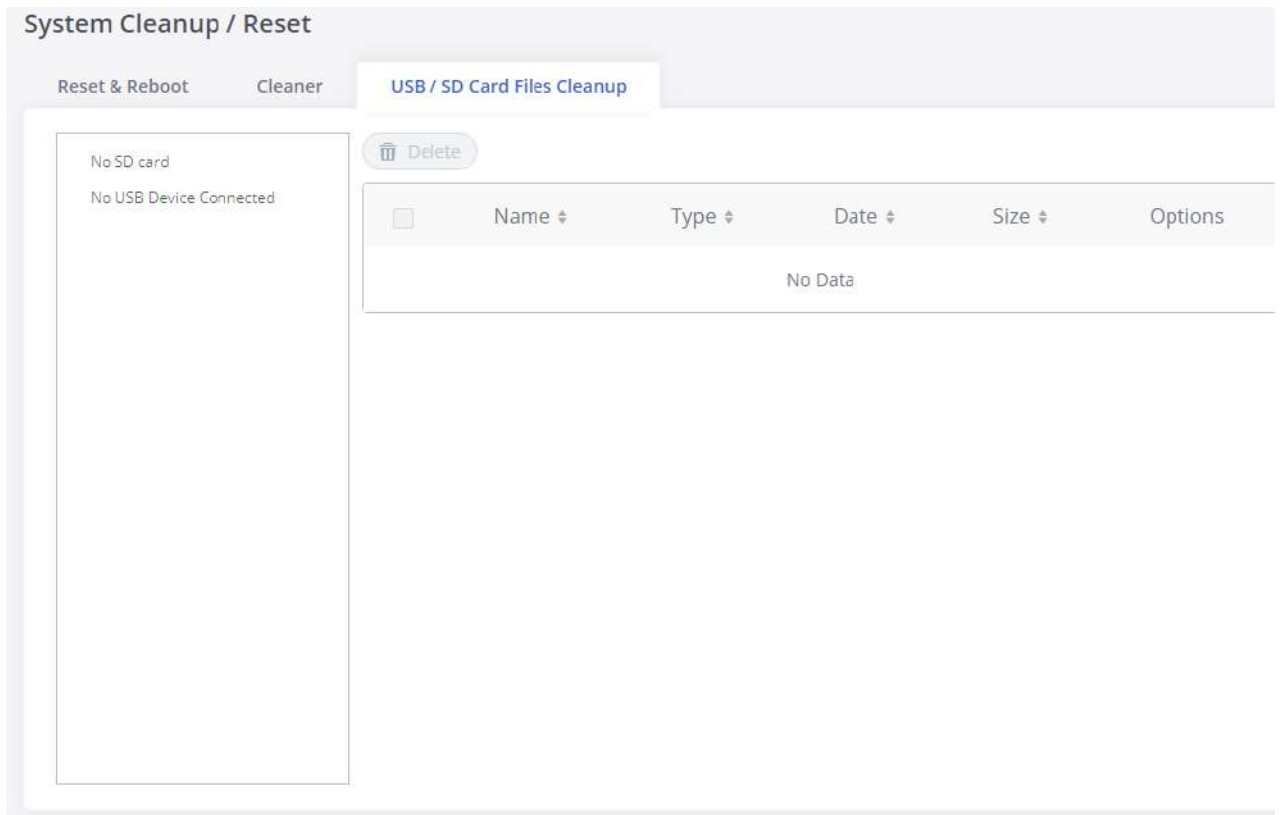 System Cleanup / Reset
Reset & Reboot Cleaner USB / SD Card Files Cleanup
No SD card
No USB Device Connected
Delete
Name Type Date Size Options
No Data